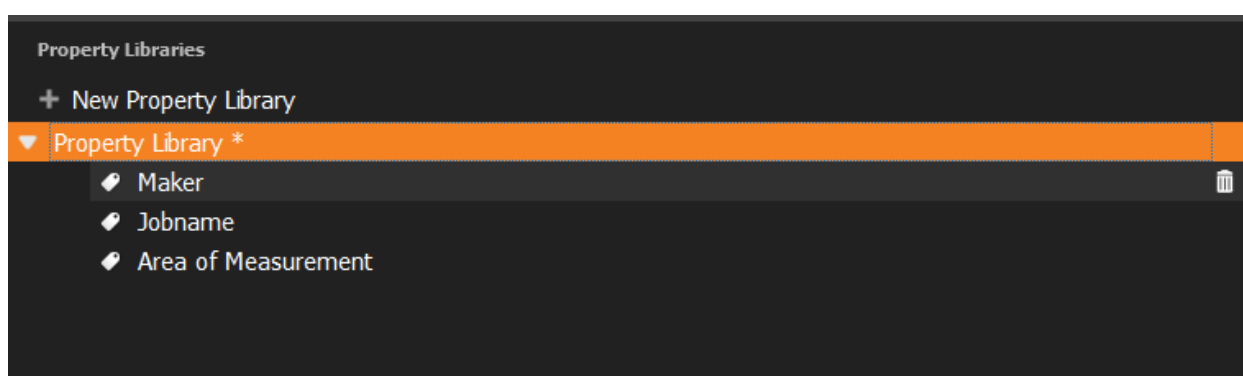 Property Libraries
New Property Library
Property Library *
Maker
Jobname
Area of Measurement